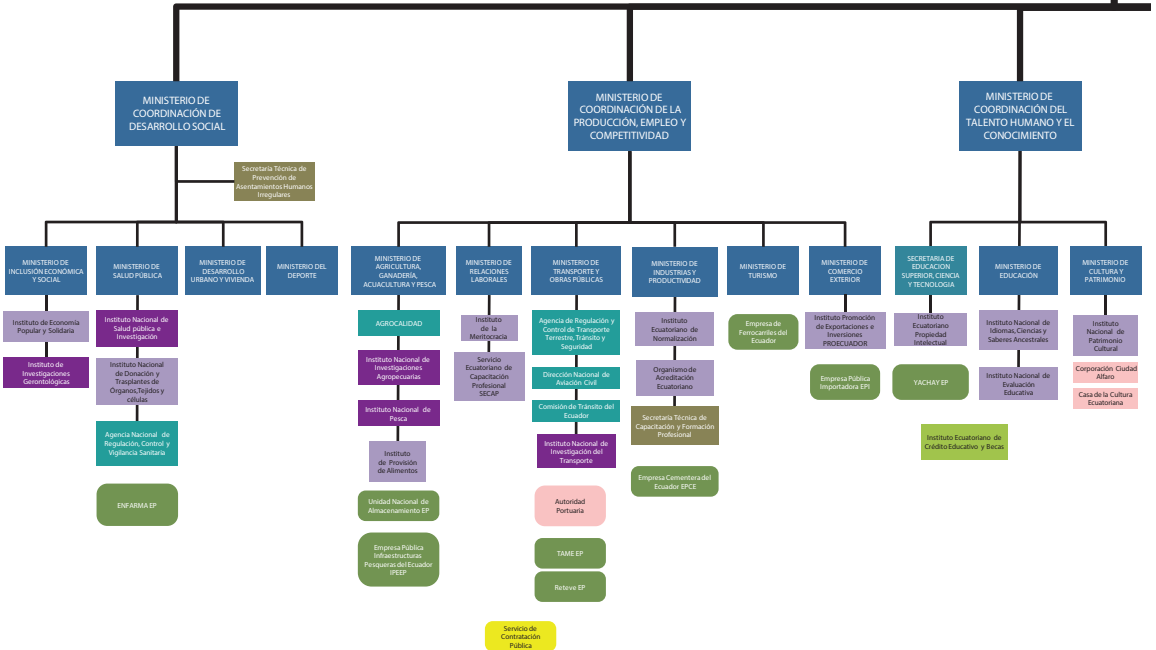 MINISTERIO DE
COORDINACIÓN DE
DESARROLLO SOCIAL
MINISTERIO DE
COORDINACIÓN DE LA
PRODUCCIÓN, EMPLEO Y
COMPETITIVIDAD
MINISTERIO DE
COORDINACIÓN DEL
TALENTO HUMANO Y EL
CONOCIMIENTO
Secretaría Técnica de
Prevención de
Asentamientos Humanos
Irregulares
MINISTERIO DE
INCLUSIÓN ECONÓMICA
Y SOCIAL
Instituto de Economía
Popular y Solidaria
Instituto de
Investigaciones
Gerontológicas
MINISTERIO DE
SALUD PÚBLICA
Instituto Nacional de
Salud pública e
Investigación
Instituto Nacional
de Donación y
Trasplantes de
Órganos,Tejidos y
células
Agencia Nacional de
Regulación, Control y
Vigilancia Sanitaria
ENFARMA EP
MINISTERIO DE
DESARROLLO
URBANO Y VIVIENDA
MINISTERIO DEL
DEPORTE
MINISTERIO DE
AGRICULTURA,
GANADERÍA,
ACUACULTURA Y PESCA
AGROCALIDAD
Instituto Nacional de
Investigaciones
Agropecuarias
Instituto Nacional de
Pesca
Instituto
de Provisión
de Alimentos
Unidad Nacional de
Almacenamiento EP
Empresa Pública
Infraestructuras
Pesqueras del Ecuador
IPEEP
MINISTERIO DE
RELACIONES
LABORALES
Instituto
de la
Meritocracia
Servicio
Ecuatoriano de
Capacitación
Profesional
SECAP
MINISTERIO DE
TRANSPORTE Y
OBRAS PÚBLICAS
Agencia de Regulación y
Control de Transporte
Terrestre, Tránsito y
Seguridad
Dirección Nacional de
Aviación Civil
Comisión de Tránsito del
Ecuador
Instituto Nacional de
Investigación del
Transporte
Autoridad
Portuaria
TAME EP
Reteve EP
MINISTERIO DE
INDUSTRIAS Y
PRODUCTIVIDAD
Instituto
Ecuatoriano de
Normalización
Organismo de
Acreditación
Ecuatoriano
Secretaría Técnica de
Capacitación y Formación
Profesional
Empresa Cementera del
Ecuador EPCE
MINISTERIO DE
TURISMO
Empresa de
Ferrocarriles del
Ecuador
MINISTERIO DE
COMERCIO
EXTERIOR
Instituto Promoción
de Exportaciones e
Inversiones
PROECUADOR
Empresa Pública
Importadora EPI
SECRETARIA DE
EDUCACION
SUPERIOR, CIENCIA
Y TECNOLOGIA
Instituto
Ecuatoriano
Propiedad
Intelectual
YACHAY EP
Instituto Ecuatoriano de
Crédito Educativo y Becas
MINISTERIO DE
EDUCACIÓN
Instituto Nacional de
Idiomas, Ciencias y
Saberes Ancestrales
Instituto Nacional de
Evaluación
Educativa
MINISTERIO DE
CULTURA Y
PATRIMONIO
Instituto
Nacional de
Patrimonio
Cultural
Corporación Ciudad
Alfaro
Casa de la Cultura
Ecuatoriana
Servicio de
Contratación
Pública